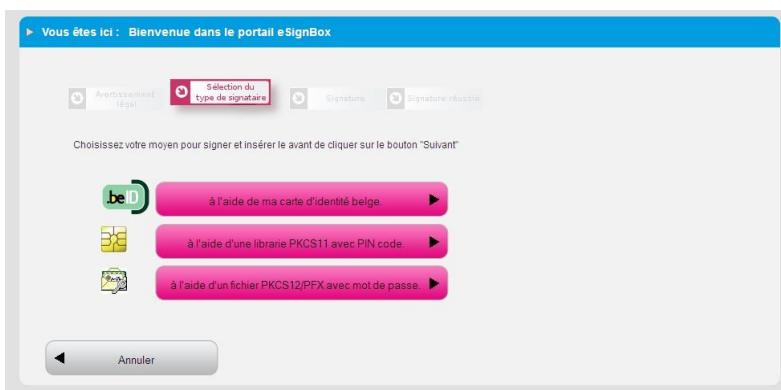 Vous êtes ici : Bienvenue dans le portail eSignBox
Avertissement
légal
Sélection du
type de signataire
Signature
Signature réussie
Choisissez votre moyen pour signer et insérer le avant de cliquer sur le bouton "Suivant"
.beID
à l'aide de ma carte d'identité belge.
à l'aide d'une librarie PKCS11 avec PIN code.
à l'aide d'un fichier PKCS12/PFX avec mot de passe.
Annuler